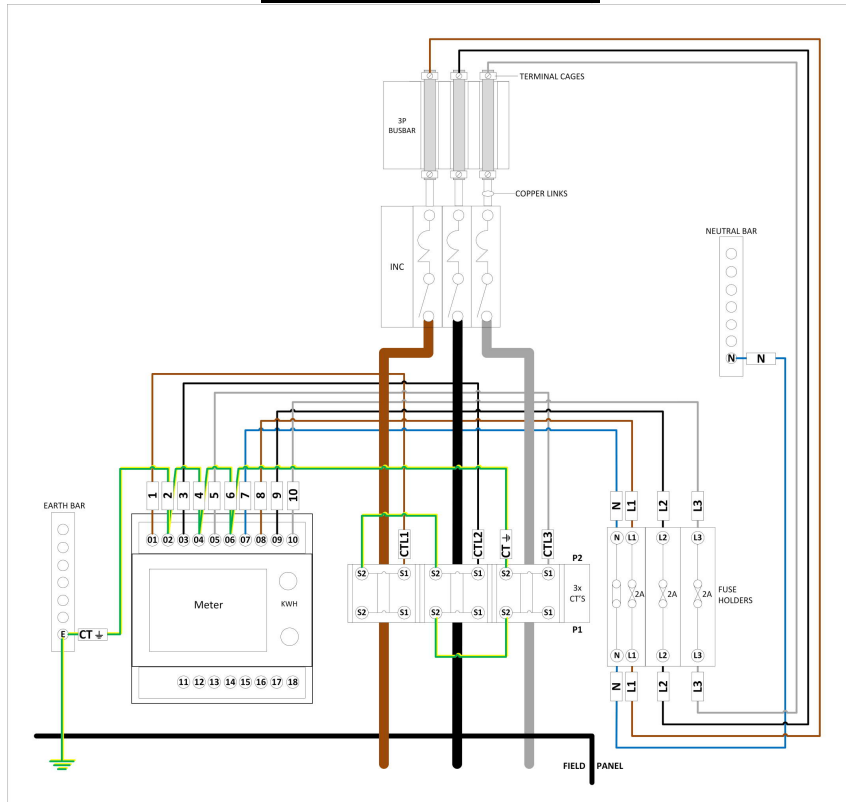 TERMINAL CAGES
3P
BUSBAR
COPPER LINKS
NEUTRAL BAR
INC
N
N
EARTH BAR
1
2
3
4
5
6
7
8
9
10
CTL1
CTL2
CT
CTL3
N
L1
L2
L3
01
02
03
04
05
06
07
08
09
10
P2
S2
S1
S2
S1
S2
S1
N
L1
L2
L3
Meter
KWH
3x
CT'S
2A
2A
2A
FUSE
HOLDERS
S2
S1
S2
S1
S2
S1
P1
E
CT
N
L1
L2
L3
11
12
13
14
15
16
17
18
N
L1
L2
L3
FIELD
PANEL